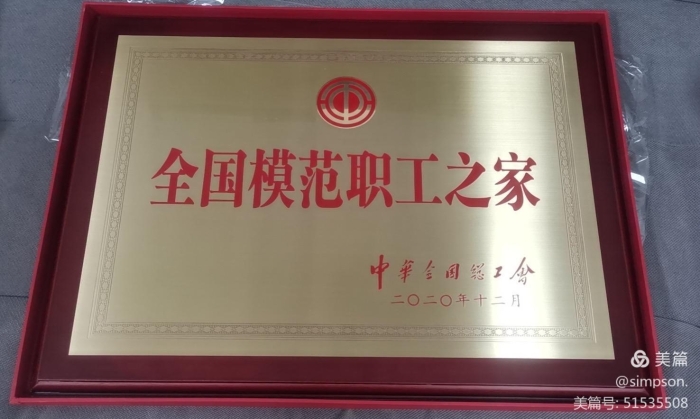 全国模范职工之家
中华全国总工会
二〇二〇年十二月
美篇
@simpson.
美篇号: 51535508